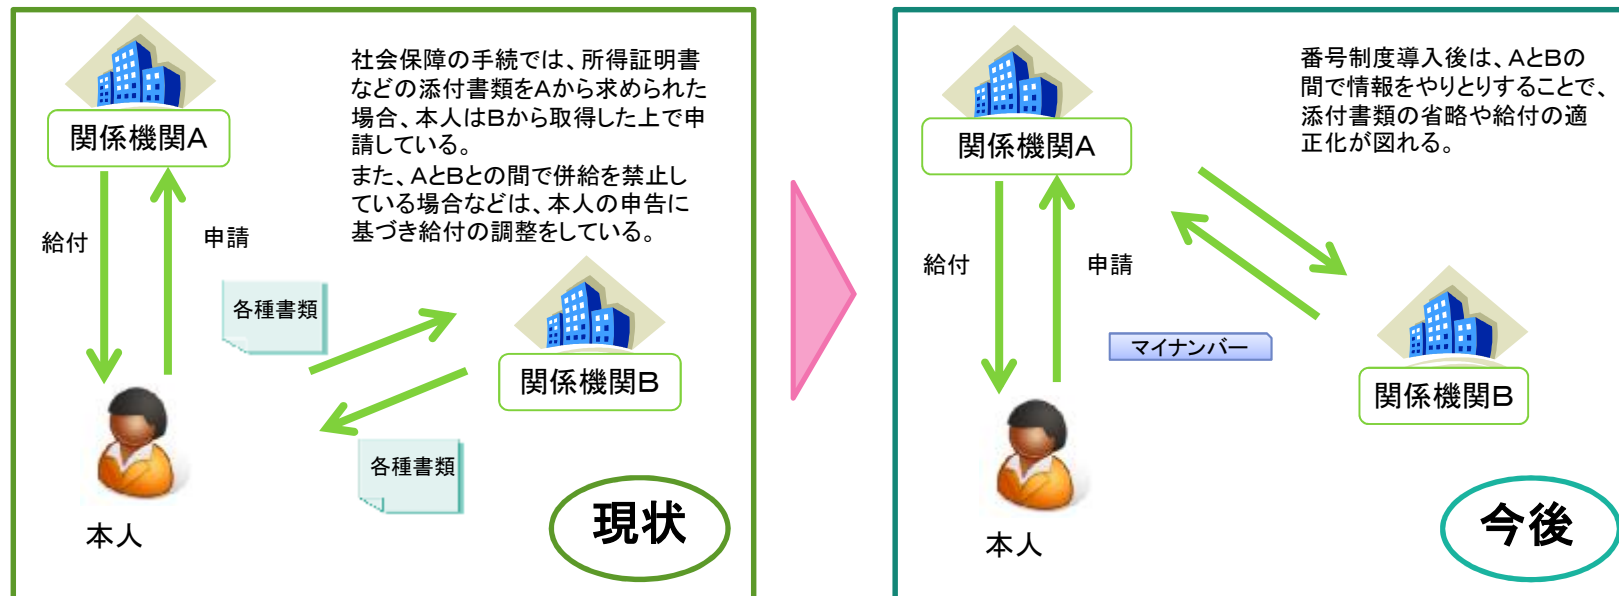 関係機関A
社会保障の手続では、所得証明書
などの添付書類をAから求められた
場合、本人はBから取得した上で申
請している。
また、AとBとの間で併給を禁止し
ている場合などは、本人の申告に
基づき給付の調整をしている。
給付
申請
各種書類
関係機関B
各種書類
本人
現状
関係機関A
番号制度導入後は、AとBの
間で情報をやりとりすることで、
添付書類の省略や給付の適
正化が図れる。
給付
申請
マイナンバー
関係機関B
本人
今後